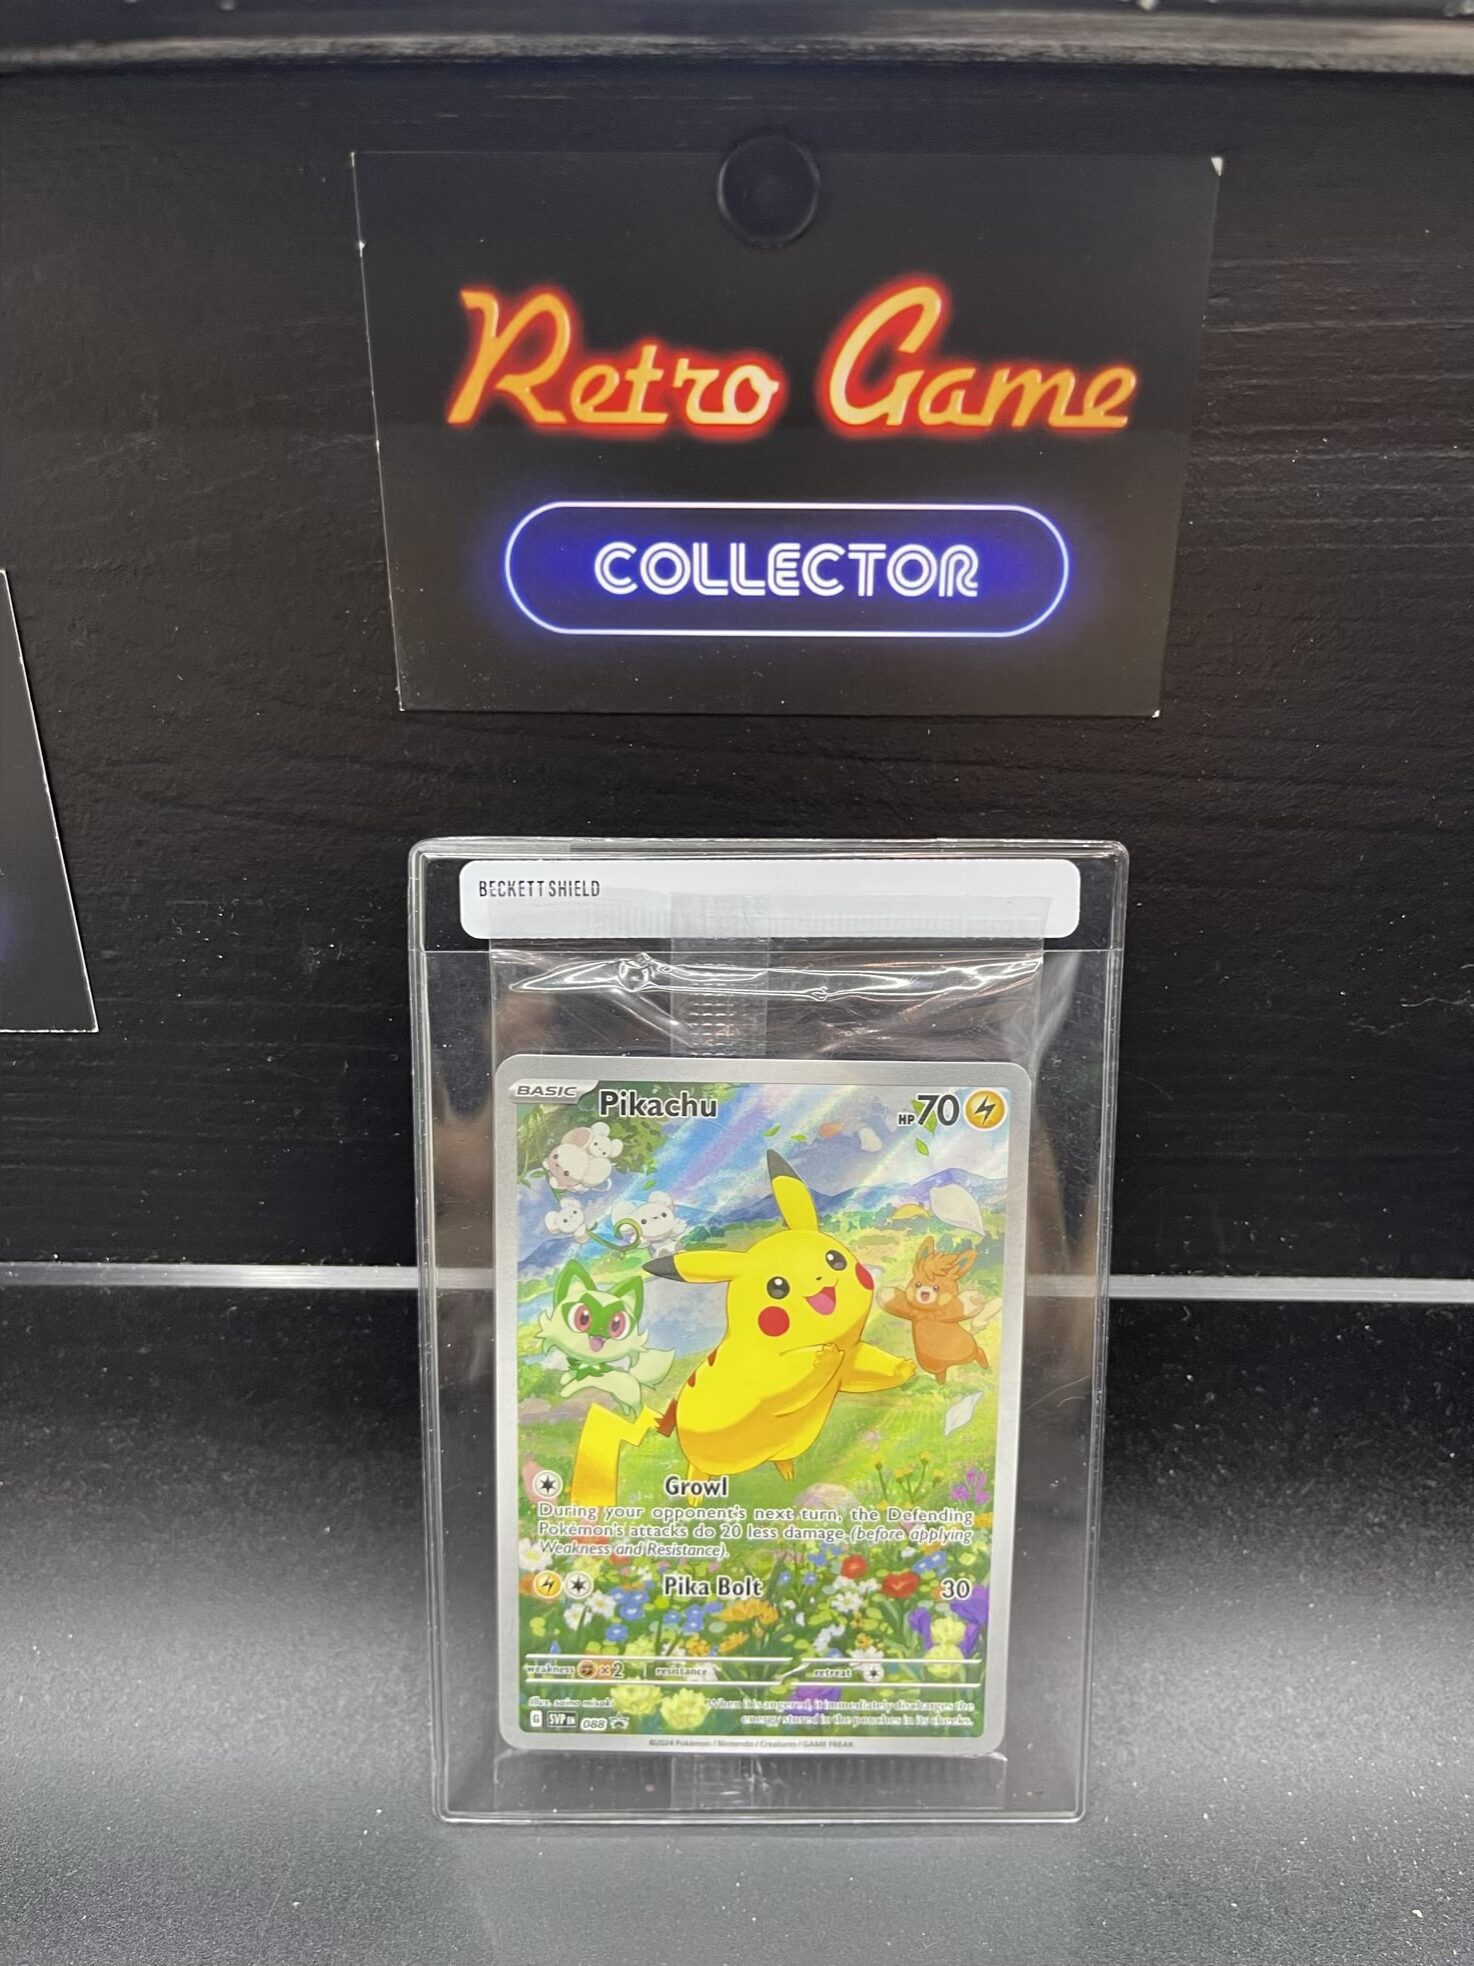 Retro Game
COLLECTOR
BECKETT SHIELD
BASIC Pikachu HP 70
Growl
During your opponent's next turn, the Defending
Pokémon's attacks do 20 less damage (before applying
Weakness and Resistance).
Pika Bolt 30
weakness ×2 resistance retreat
Illus. saino misaki
When it is angered, it immediately discharges the
energy stored in the pouches in its cheeks.
G SVP EN 088
©2024 Pokémon / Nintendo / Creatures / GAME FREAK